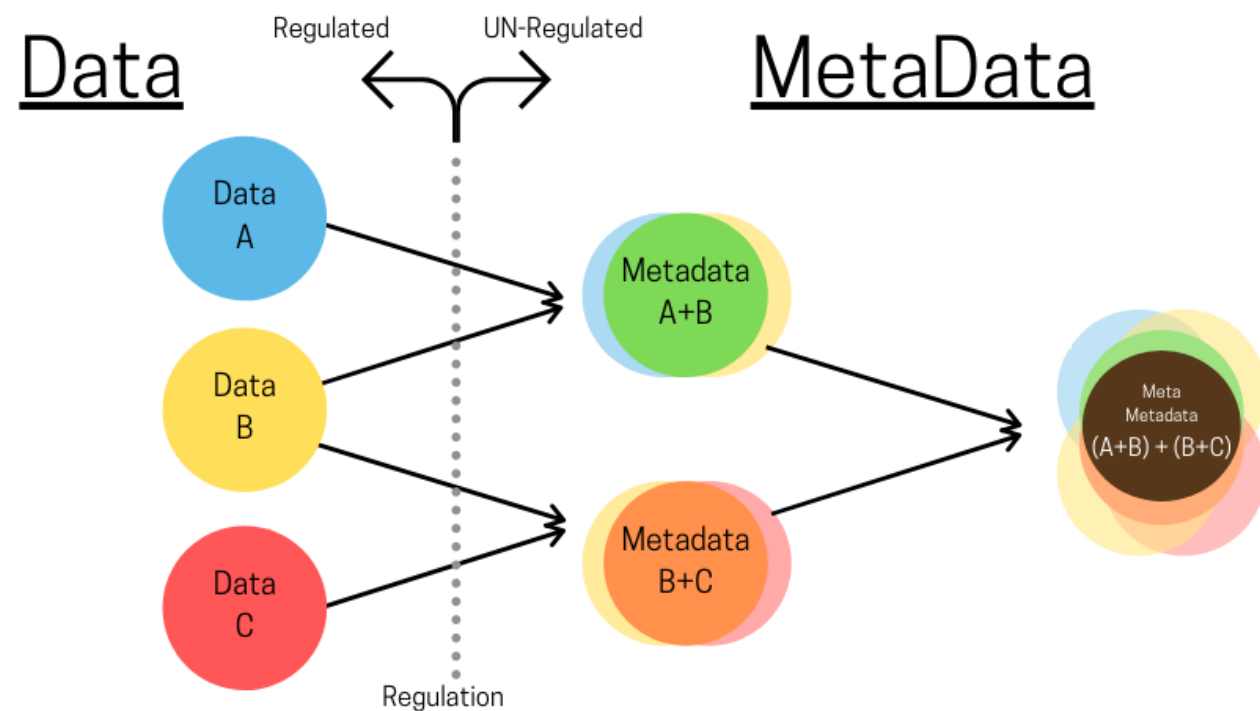 Regulated
UN-Regulated
Data
MetaData
Data
A
Data
B
Data
C
Metadata
A+B
Metadata
B+C
Meta
Metadata
(A+B) + (B+C)
Regulation